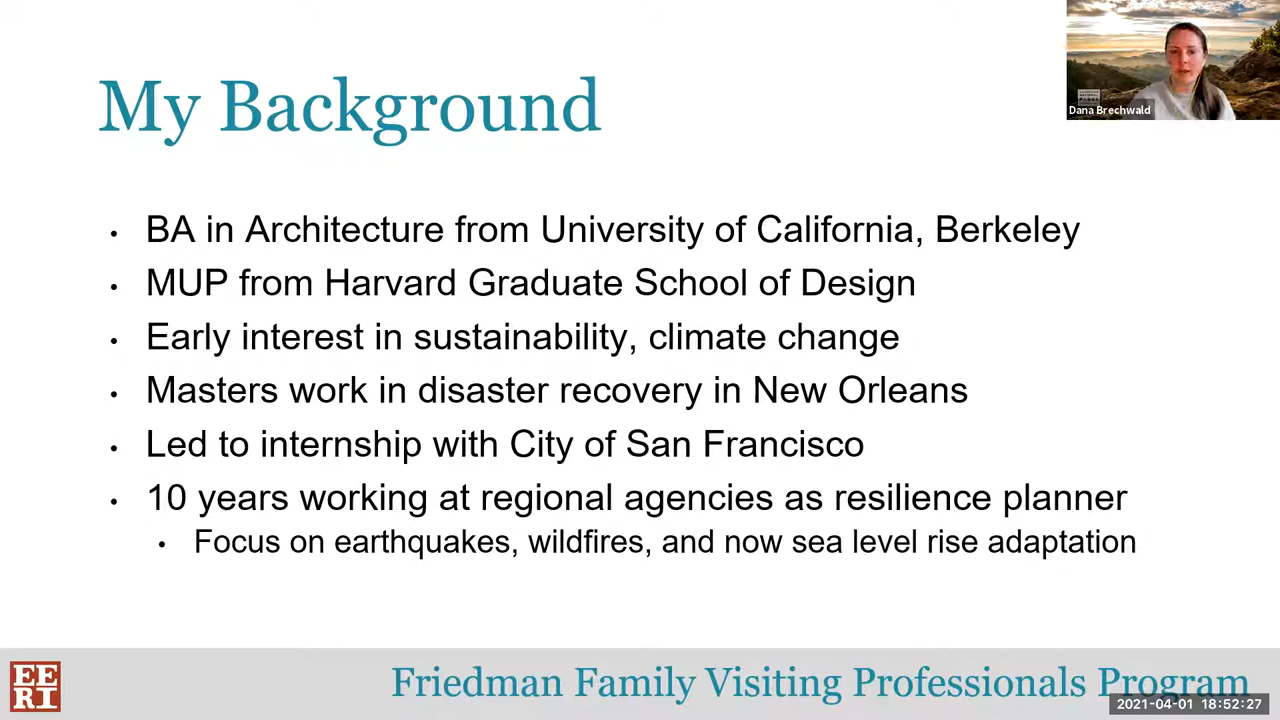 My Background
Dana Brechwald
• BA in Architecture from University of California, Berkeley
• MUP from Harvard Graduate School of Design
• Early interest in sustainability, climate change
• Masters work in disaster recovery in New Orleans
• Led to internship with City of San Francisco
• 10 years working at regional agencies as resilience planner
• Focus on earthquakes, wildfires, and now sea level rise adaptation
EE
RI
Friedman Family Visiting Professionals Program
2021-04-01 18:52:27